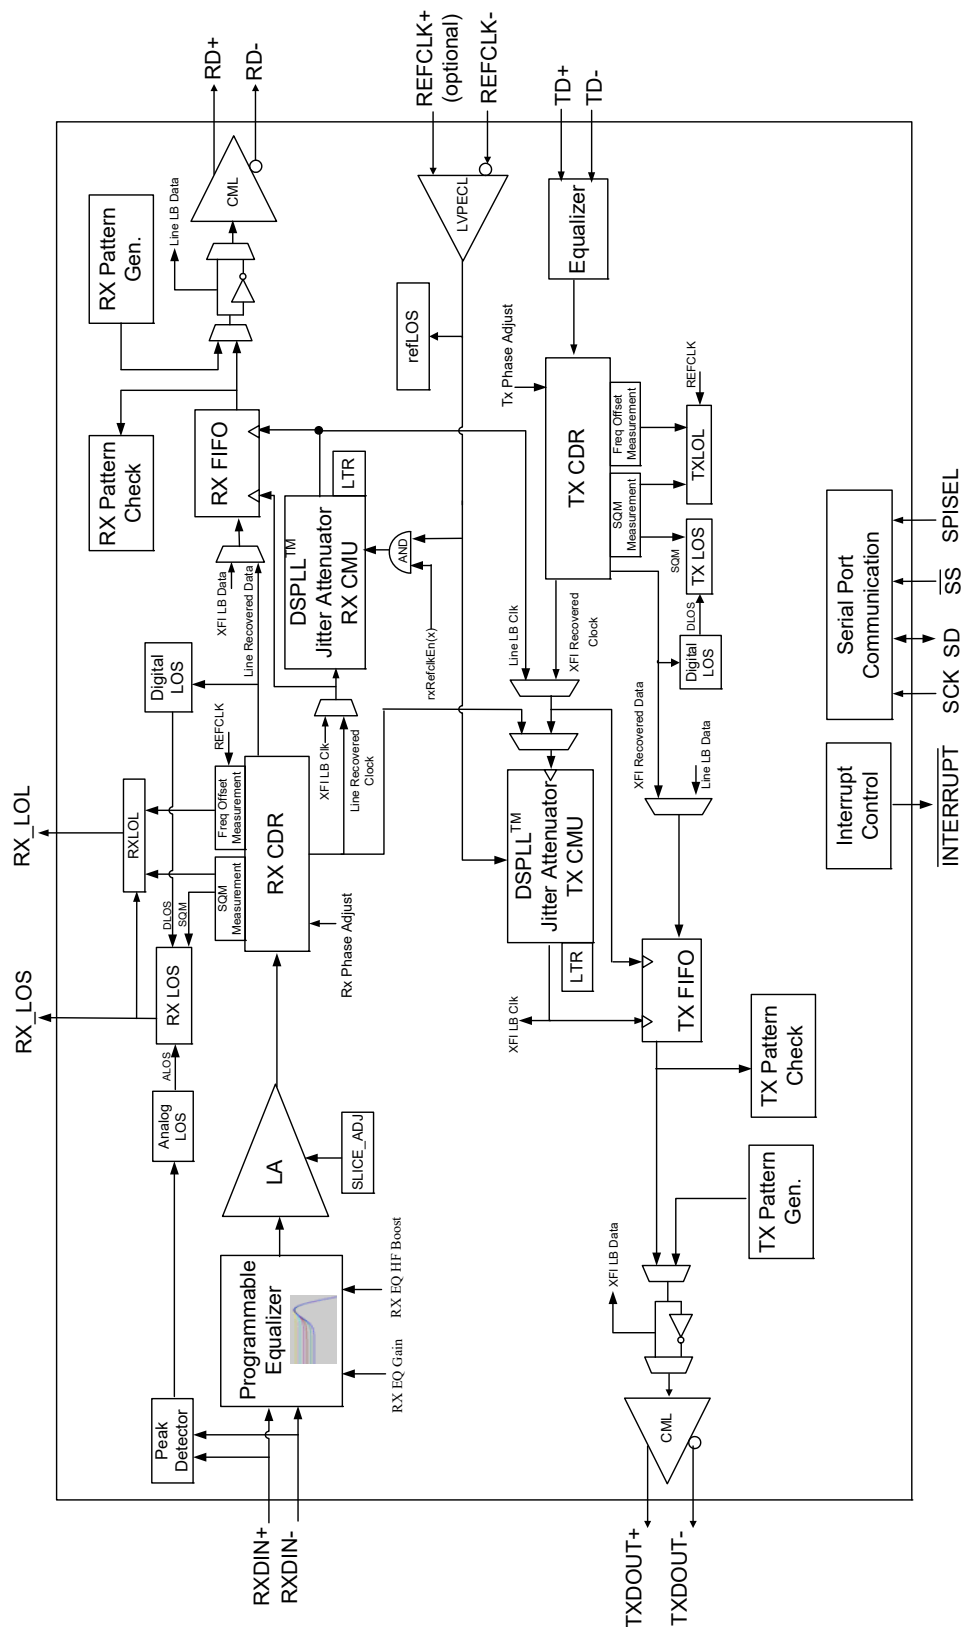 RX_LOS
RX_LOL
RXDIN+
RXDIN-
Peak
Detector
Programmable
Equalizer
RX EQ Gain
RX EQ HF Boost
Analog
LOS
ALOS
RX LOS
DLOS
SQM
RXLOL
LA
SLICE_ADJ
SQM
Measurement
Freq Offset
Measurement
REFCLK
RX CDR
Rx Phase Adjust
Digital
LOS
Line Recovered Data
XFI LB Data
XFI LB Clk
Line Recovered
Clock
RX FIFO
DSPLL™
Jitter Attenuator
RX CMU
LTR
AND
rxRefclkEn(x)
RX Pattern
Check
RX Pattern
Gen.
Line LB Data
CML
RD+
RD-
REFCLK+
(optional)
REFCLK-
LVPECL
refLOS
TD+
TD-
Equalizer
Tx Phase Adjust
TX CDR
SQM
Measurement
Freq Offset
Measurement
REFCLK
TXLOL
SQM
TX LOS
DLOS
Digital
LOS
Line LB Clk
XFI Recovered
Clock
XFI Recovered Data
Line LB Data
DSPLL™
Jitter Attenuator
TX CMU
LTR
XFI LB Clk
TX FIFO
TX Pattern
Check
TX Pattern
Gen.
XFI LB Data
CML
TXDOUT+
TXDOUT-
Interrupt
Control
INTERRUPT
Serial Port
Communication
SCK
SD
SS
SPISEL